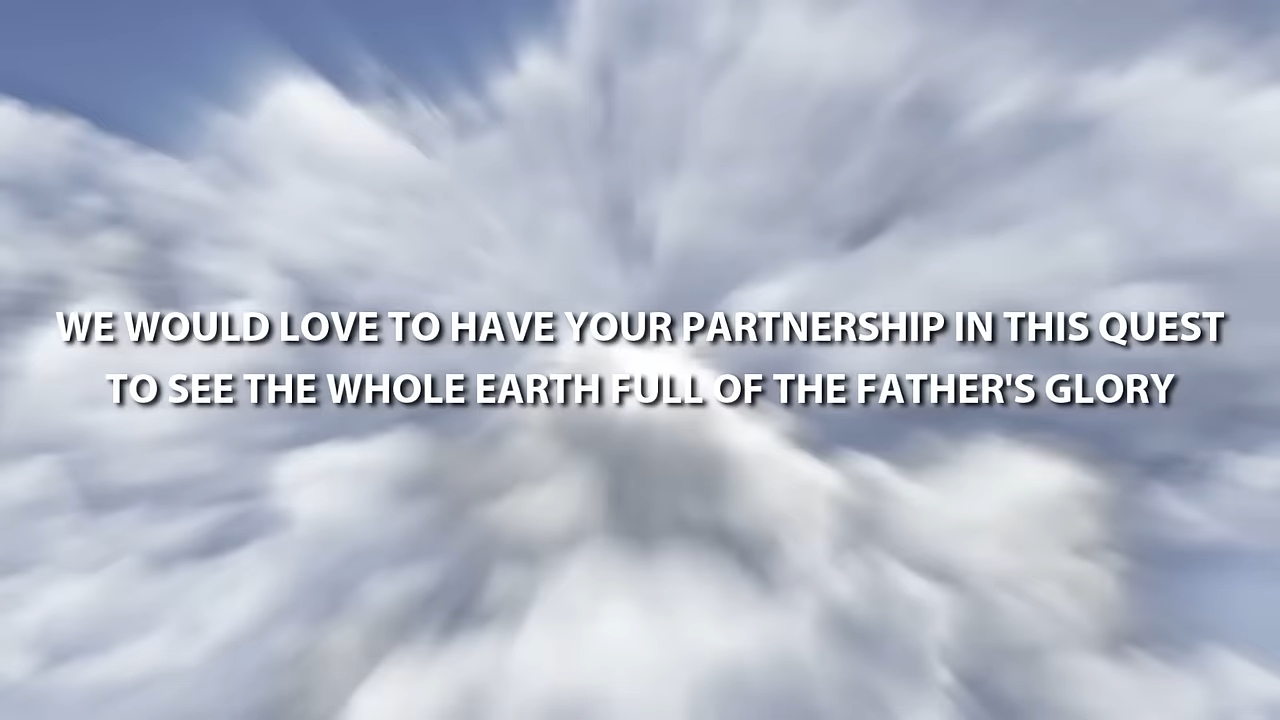 WE WOULD LOVE TO HAVE YOUR PARTNERSHIP IN THIS QUEST
TO SEE THE WHOLE EARTH FULL OF THE FATHER'S GLORY